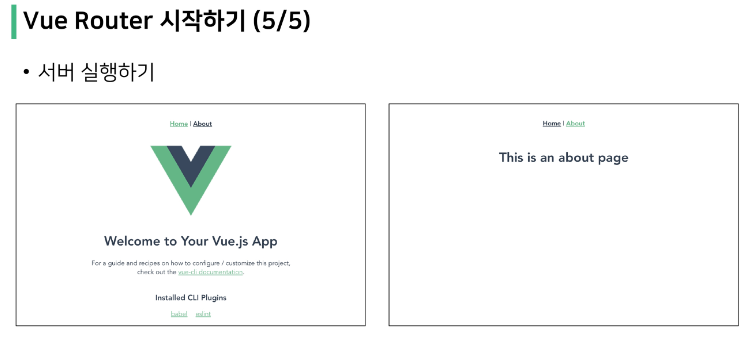 Vue Router 시작하기 (5/5)
• 서버 실행하기
Home | About
Welcome to Your Vue.js App
For a guide and recipes on how to configure / customize this project,
check out the vue-cli documentation.
Installed CLI Plugins
babel eslint
Home | About
This is an about page